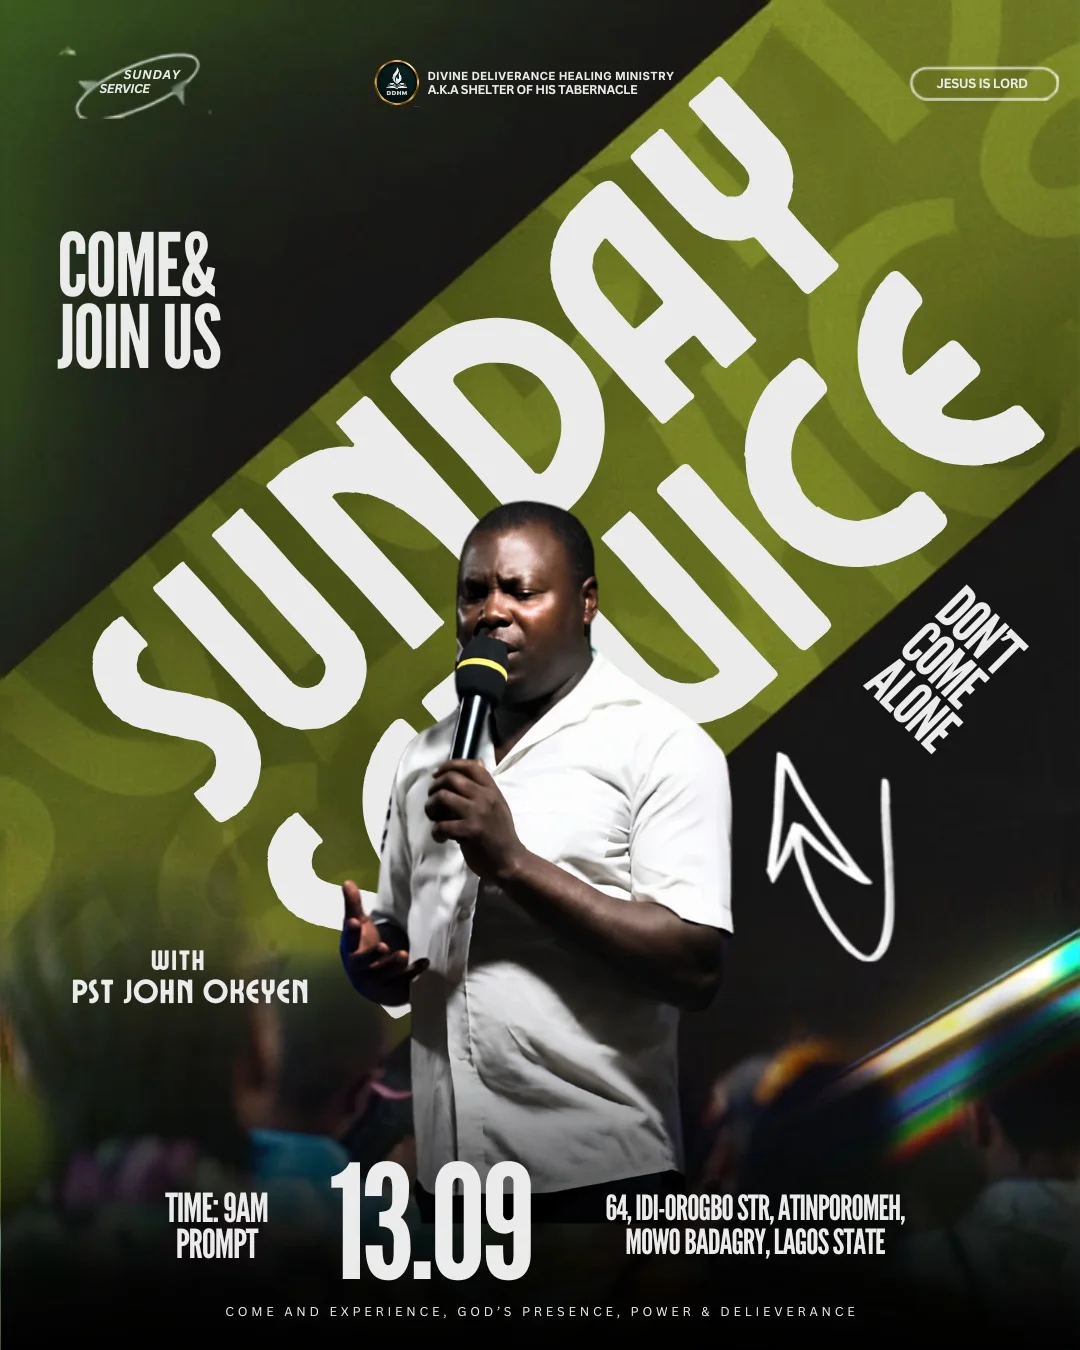 SUNDAY
SERVICE
DDHM
DIVINE DELIVERANCE HEALING MINISTRY
A.K.A SHELTER OF HIS TABERNACLE
JESUS IS LORD
COME&
JOIN US
SUNDAY
SERVICE
DON'T
COME
ALONE
WITH
PST JOHN OKEYEN
TIME: 9AM
PROMPT
13.09
64, IDI-OROGBO STR, ATINPOROMEH,
MOWO BADAGRY, LAGOS STATE
COME AND EXPERIENCE, GOD'S PRESENCE, POWER & DELIEVERANCE